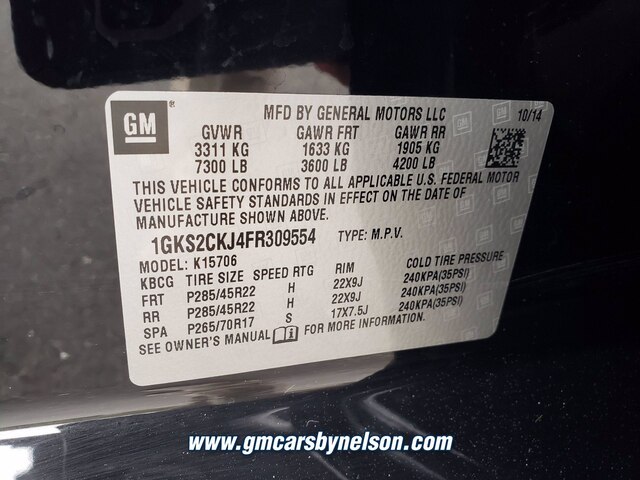 MFD BY GENERAL MOTORS LLC 10/14
GM ®
GVWR GAWR FRT GAWR RR
3311 KG 1633 KG 1905 KG
7300 LB 3600 LB 4200 LB
THIS VEHICLE CONFORMS TO ALL APPLICABLE U.S. FEDERAL MOTOR
VEHICLE SAFETY STANDARDS IN EFFECT ON THE DATE OF
MANUFACTURE SHOWN ABOVE.
1GKS2CKJ4FR309554 TYPE: M.P.V.
MODEL: K15706
KBCG TIRE SIZE SPEED RTG RIM COLD TIRE PRESSURE
FRT P285/45R22 H 22X9J 240KPA(35PSI)
RR P285/45R22 H 22X9J 240KPA(35PSI)
SPA P265/70R17 S 17X7.5J 240KPA(35PSI)
SEE OWNER'S MANUAL FOR MORE INFORMATION.
www.gmcarsbynelson.com